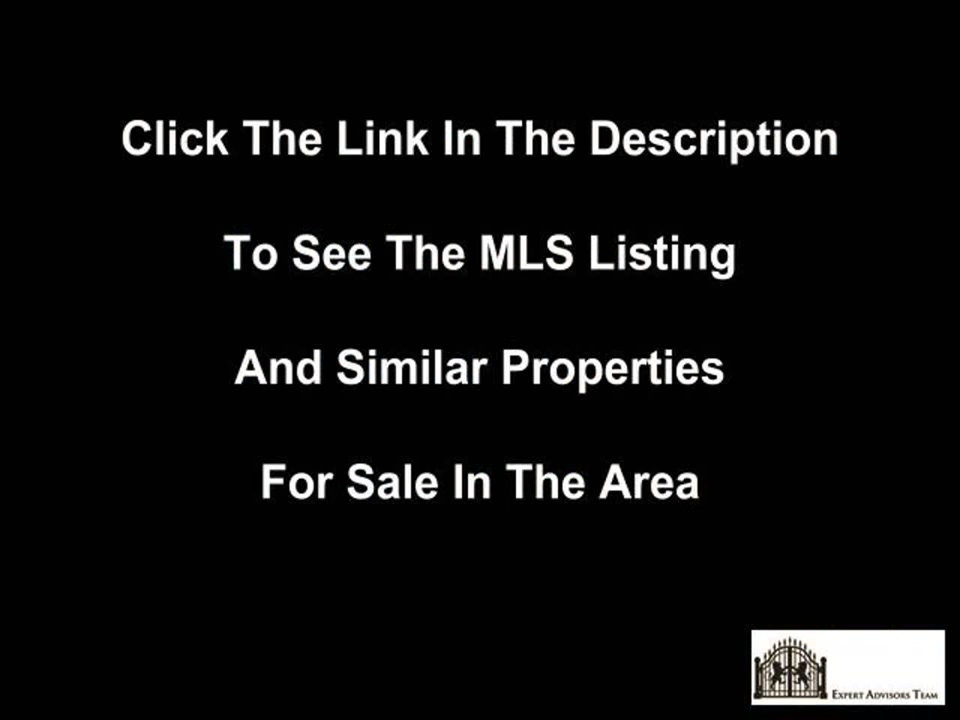 Click The Link In The Description
To See The MLS Listing
And Similar Properties
For Sale In The Area
Expert Advisors Team